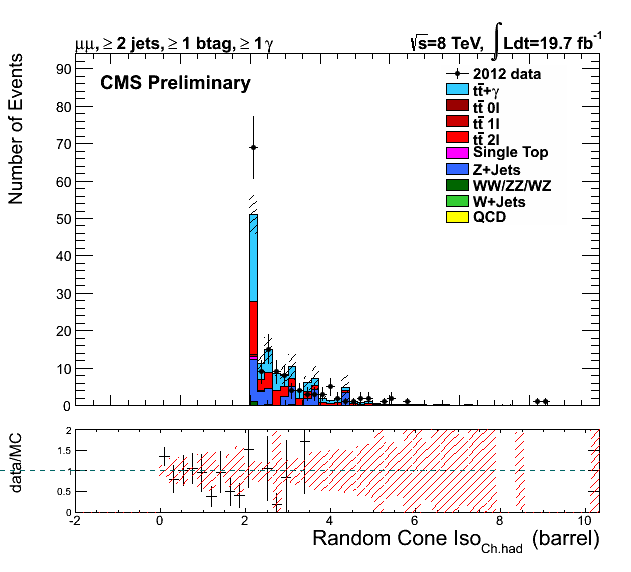 μμ, ≥ 2 jets, ≥ 1 btag, ≥ 1 γ
√s=8 TeV, ∫ Ldt=19.7 fb⁻¹
CMS Preliminary
2012 data
tt̄+γ
tt̄ 0l
tt̄ 1l
tt̄ 2l
Single Top
Z+Jets
WW/ZZ/WZ
W+Jets
QCD
Number of Events
90
80
70
60
50
40
30
20
10
0
data/MC
2
1.5
1
0.5
0
-2 0 2 4 6 8 10
Random Cone Iso_Ch.had (barrel)